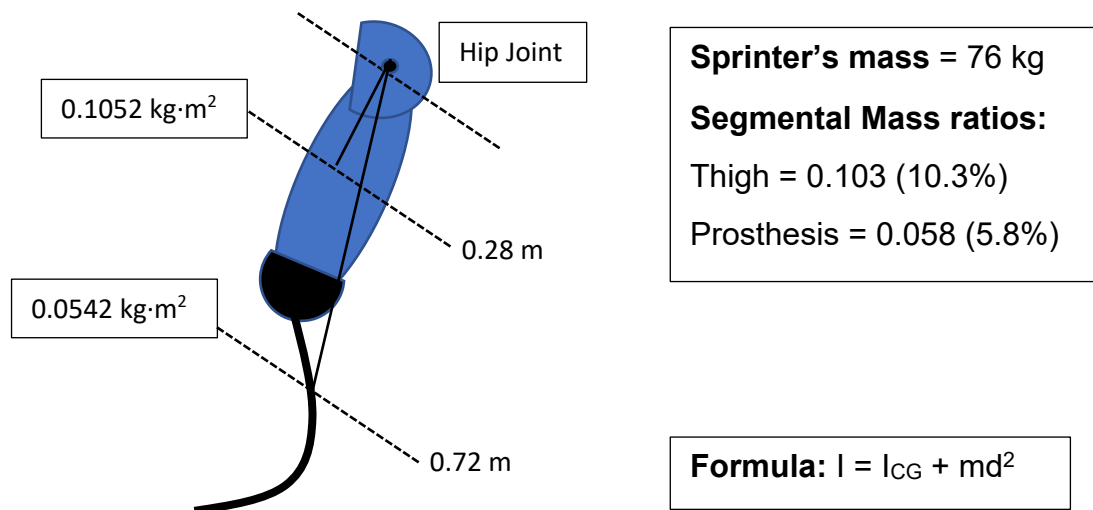 Hip Joint
0.1052 kg·m²
0.28 m
0.0542 kg·m²
0.72 m
Sprinter’s mass = 76 kg
Segmental Mass ratios:
Thigh = 0.103 (10.3%)
Prosthesis = 0.058 (5.8%)
Formula: I = I_CG + md²